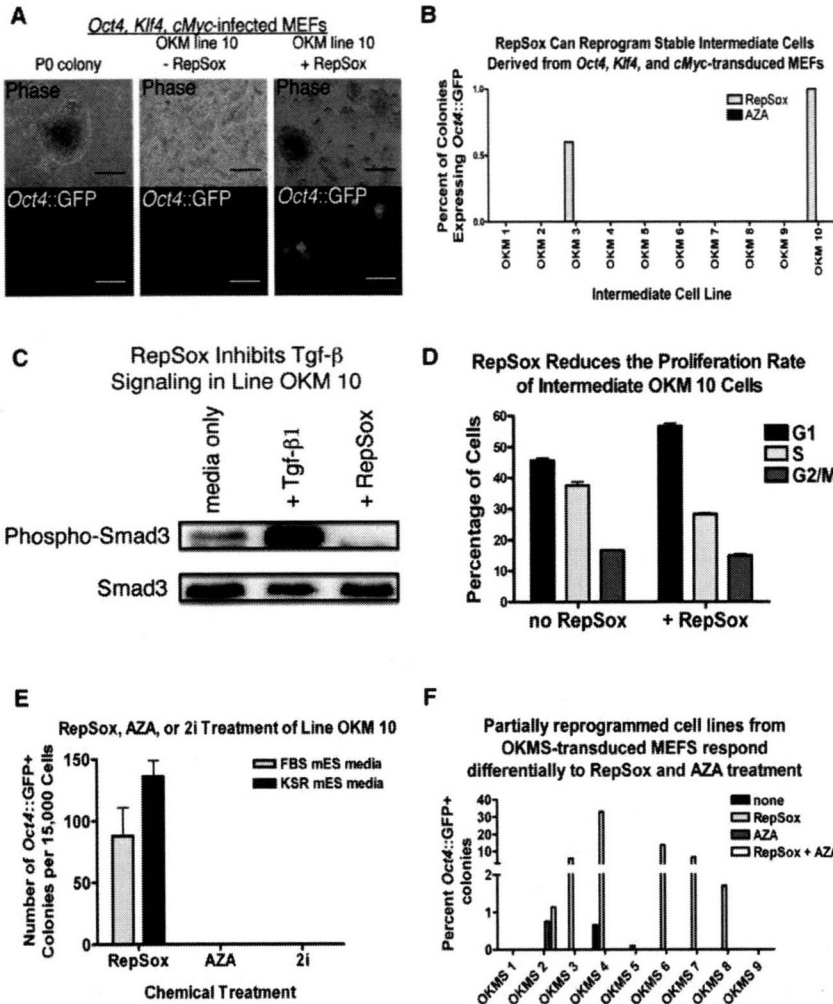 A
Oct4, Klf4, cMyc-infected MEFs
P0 colony
OKM line 10
- RepSox
OKM line 10
+ RepSox
Phase
Phase
Phase
Oct4::GFP
Oct4::GFP
Oct4::GFP
B
RepSox Can Reprogram Stable Intermediate Cells
Derived from Oct4, Klf4, and cMyc-transduced MEFs
Percent of Colonies
Expressing Oct4::GFP
1.0
0.5
0.0
RepSox
AZA
OKM 1
OKM 2
OKM 3
OKM 4
OKM 5
OKM 6
OKM 7
OKM 8
OKM 9
OKM 10
Intermediate Cell Line
C
RepSox Inhibits Tgf-β
Signaling in Line OKM 10
media only
+ Tgf-β1
+ RepSox
Phospho-Smad3
Smad3
D
RepSox Reduces the Proliferation Rate
of Intermediate OKM 10 Cells
Percentage of Cells
60
50
40
30
20
10
0
G1
S
G2/M
no RepSox
+ RepSox
E
RepSox, AZA, or 2i Treatment of Line OKM 10
Number of Oct4::GFP+
Colonies per 15,000 Cells
150
100
50
0
FBS mES media
KSR mES media
RepSox
AZA
2i
Chemical Treatment
F
Partially reprogrammed cell lines from
OKMS-transduced MEFS respond
differentially to RepSox and AZA treatment
Percent Oct4::GFP+
colonies
40
30
20
10
2
1
0
none
RepSox
AZA
RepSox + AZA
OKMS 1
OKMS 2
OKMS 3
OKMS 4
OKMS 5
OKMS 6
OKMS 7
OKMS 8
OKMS 9